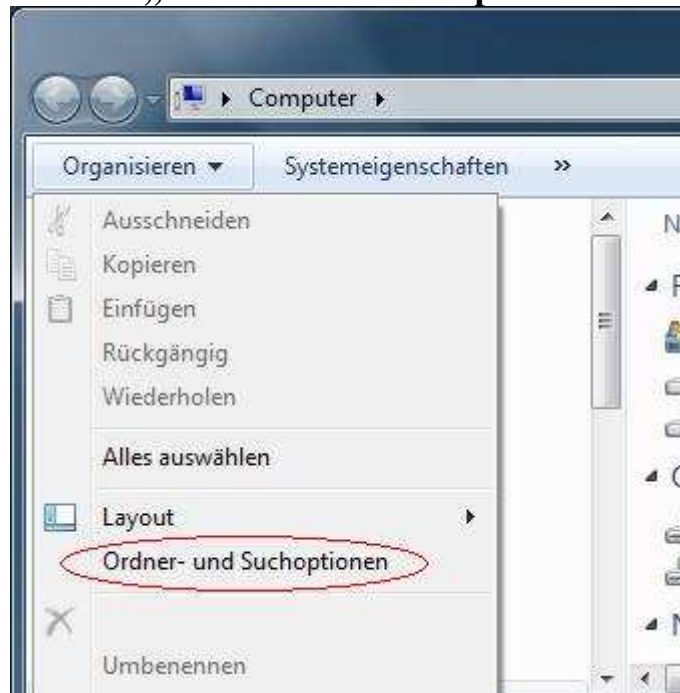 Computer
Organisieren
Systemeigenschaften »
Ausschneiden
Kopieren
Einfügen
Rückgängig
Wiederholen
Alles auswählen
Layout
Ordner- und Suchoptionen
Umbenennen